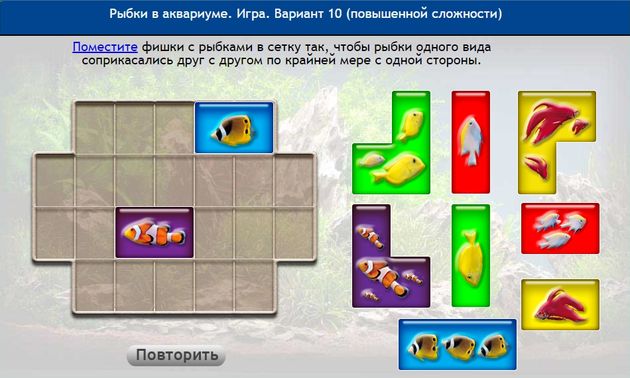 Рыбки в аквариуме. Игра. Вариант 10 (повышенной сложности)
Поместите фишки с рыбками в сетку так, чтобы рыбки одного вида
соприкасались друг с другом по крайней мере с одной стороны.
Повторить